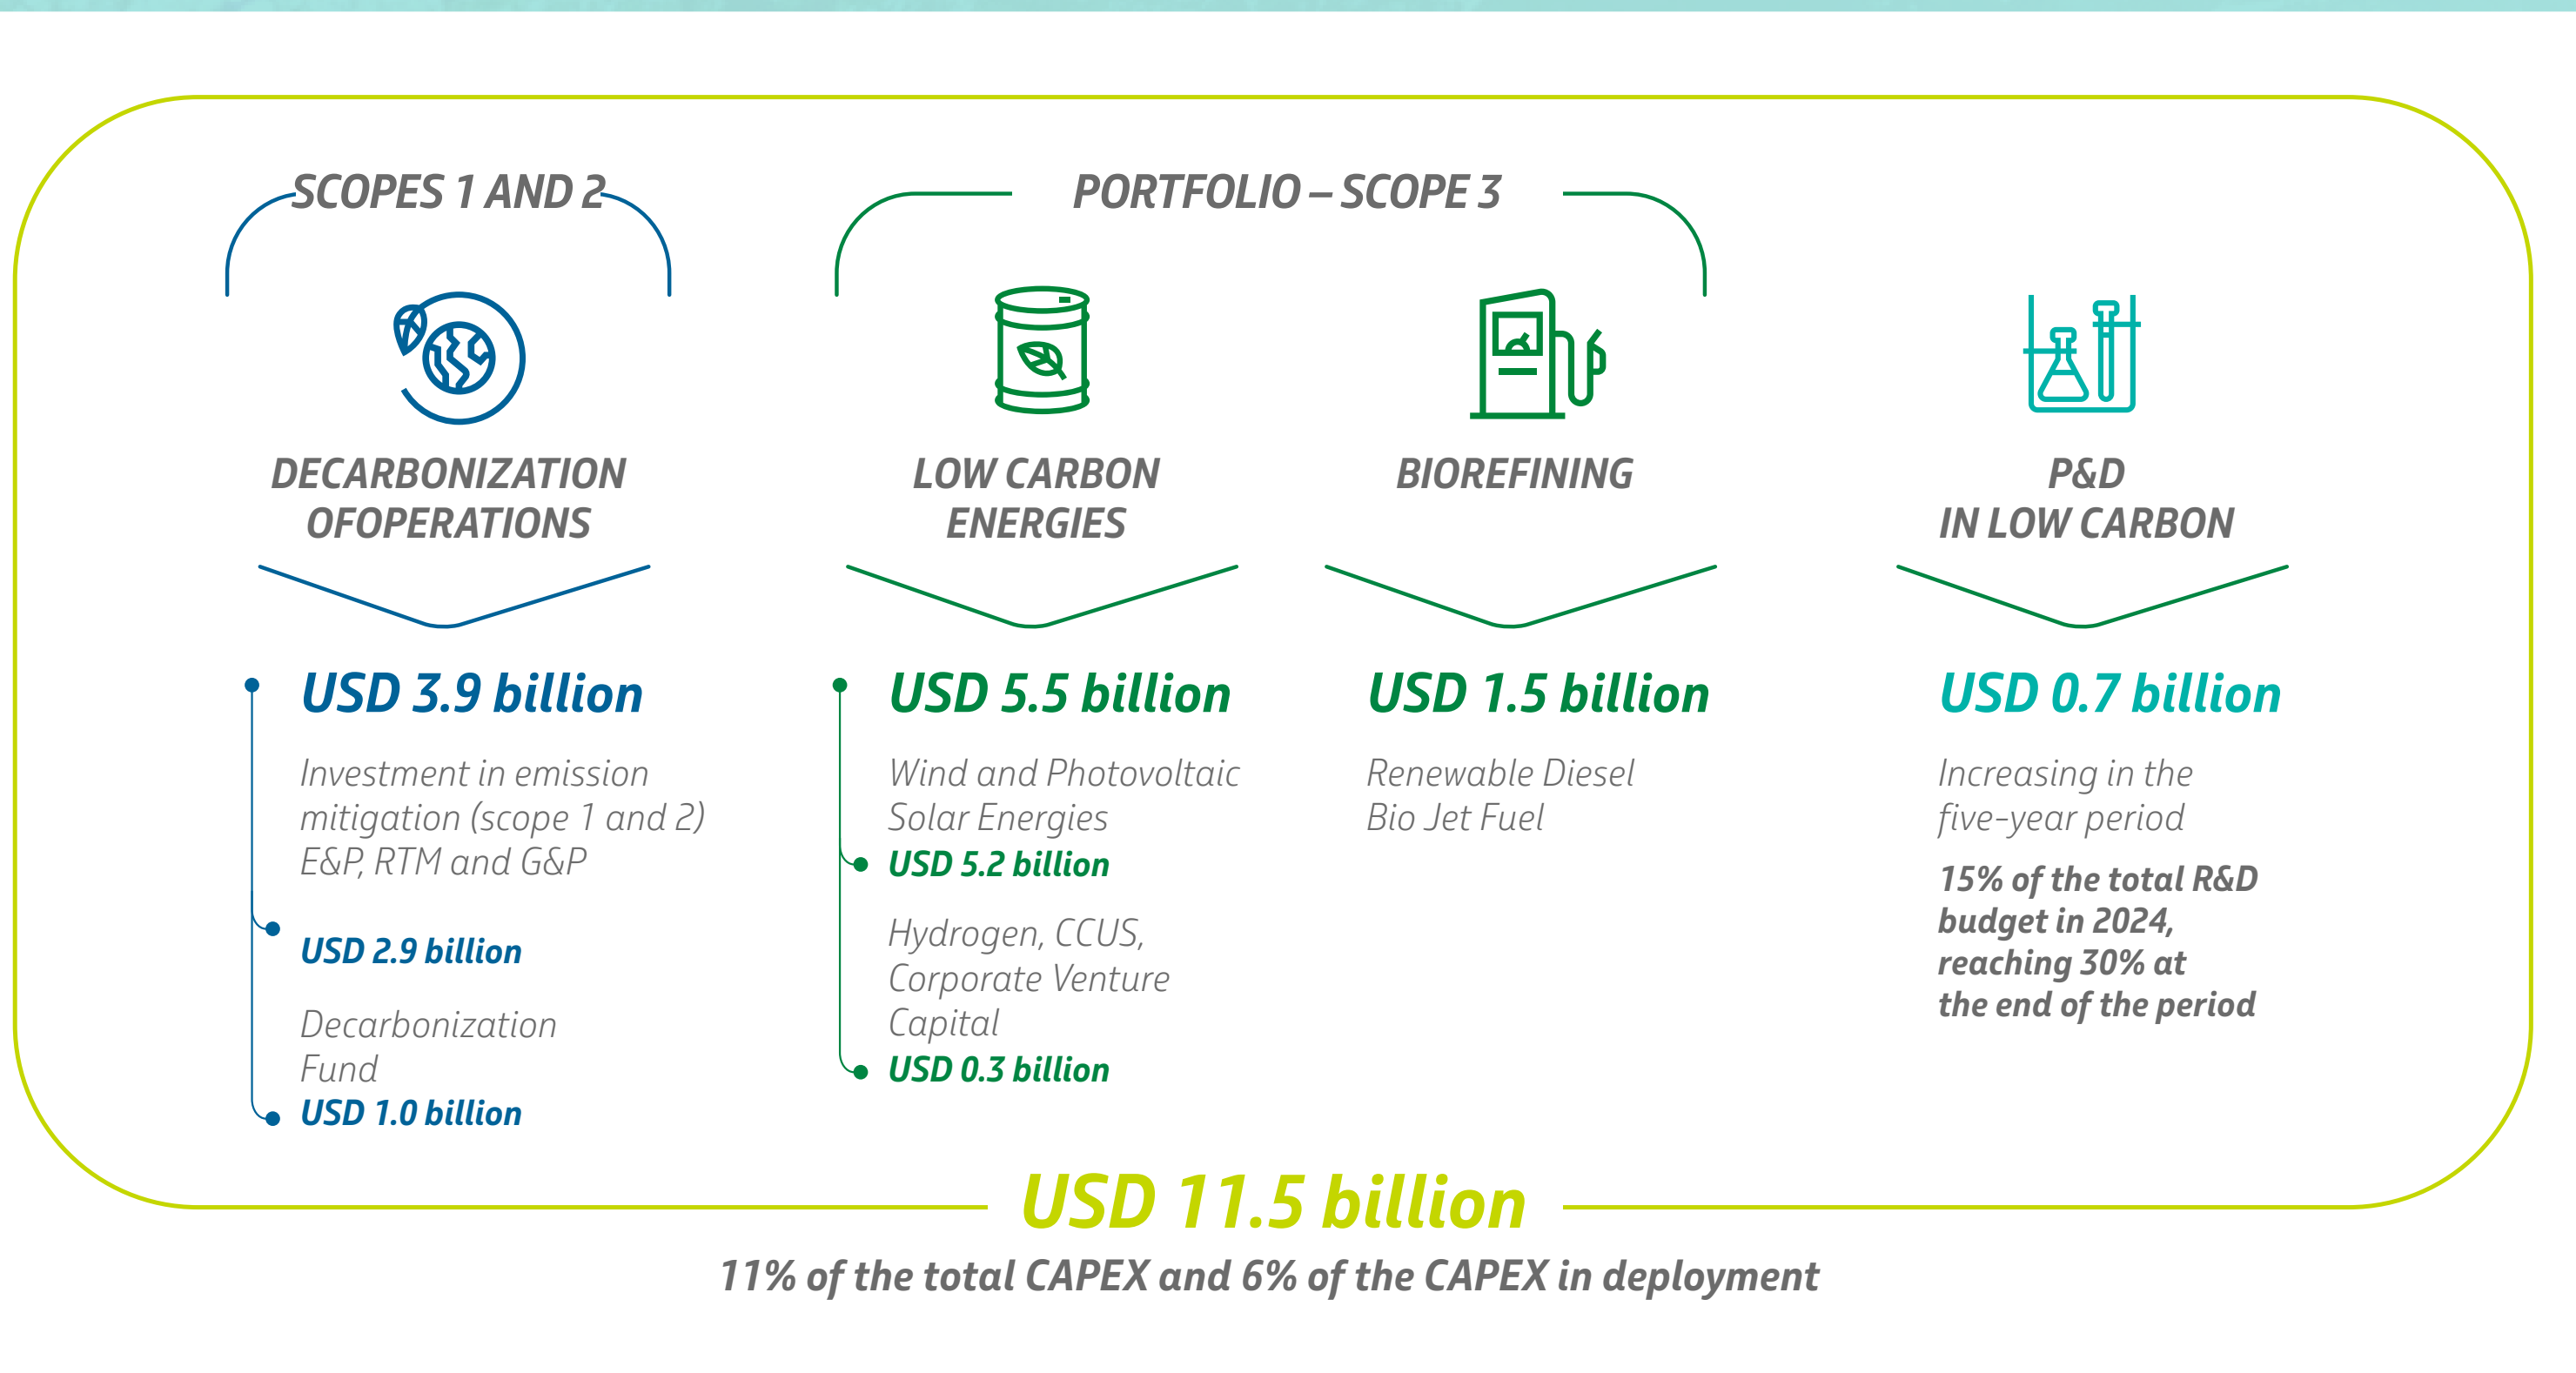 SCOPES 1 AND 2
DECARBONIZATION
OFOPERATIONS
USD 3.9 billion
Investment in emission
mitigation (scope 1 and 2)
E&P, RTM and G&P
USD 2.9 billion
Decarbonization
Fund
USD 1.0 billion
PORTFOLIO – SCOPE 3
LOW CARBON
ENERGIES
USD 5.5 billion
Wind and Photovoltaic
Solar Energies
USD 5.2 billion
Hydrogen, CCUS,
Corporate Venture
Capital
USD 0.3 billion
BIOREFINING
USD 1.5 billion
Renewable Diesel
Bio Jet Fuel
P&D
IN LOW CARBON
USD 0.7 billion
Increasing in the
five-year period
15% of the total R&D
budget in 2024,
reaching 30% at
the end of the period
USD 11.5 billion
11% of the total CAPEX and 6% of the CAPEX in deployment